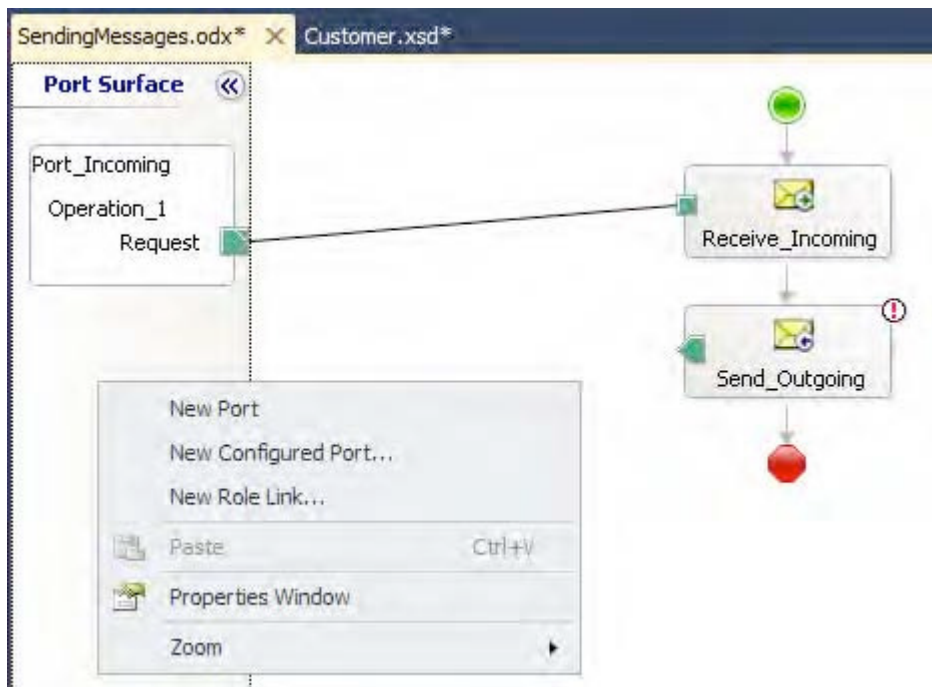 SendingMessages.odx* Customer.xsd*
Port Surface
Port_Incoming
Operation_1
Request
Receive_Incoming
Send_Outgoing
New Port
New Configured Port...
New Role Link...
Paste Ctrl+V
Properties Window
Zoom